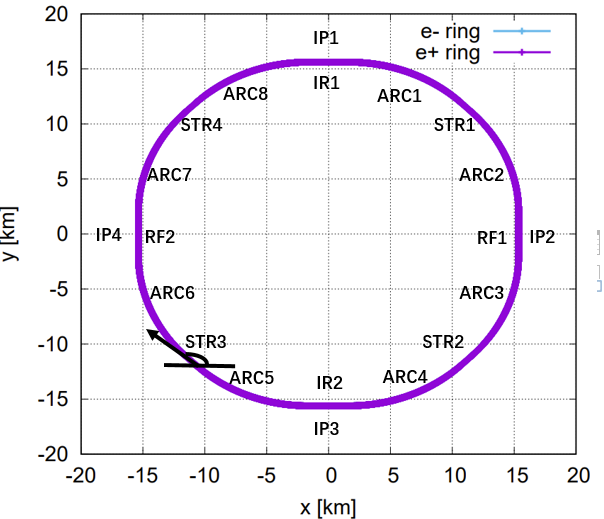 20
15
10
5
0
-5
-10
-15
-20
y [km]
IP1
e- ring
e+ ring
IR1
ARC8
ARC1
STR4
STR1
ARC7
ARC2
IP4
RF2
RF1
IP2
ARC6
ARC3
STR3
STR2
ARC5
IR2
ARC4
IP3
-20
-15
-10
-5
0
5
10
15
20
x [km]